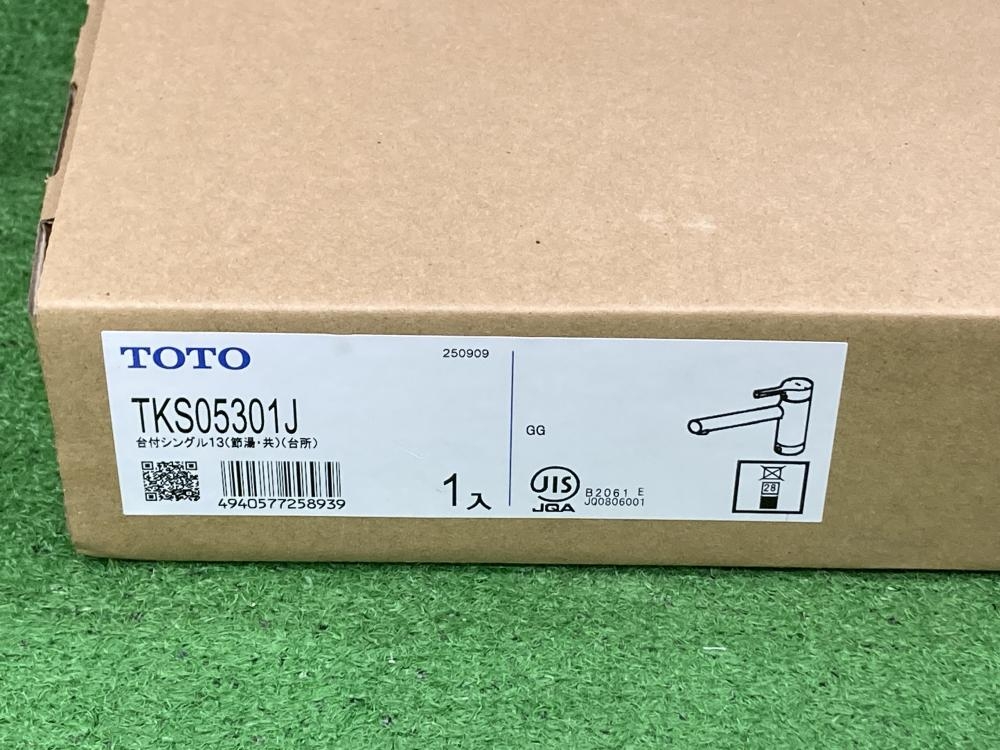 TOTO
250909
TKS05301J
台付シングル13(節湯・共)(台所)
4940577258939
1入
GG
JIS
JQA
B2061 E
JQ0806001
28